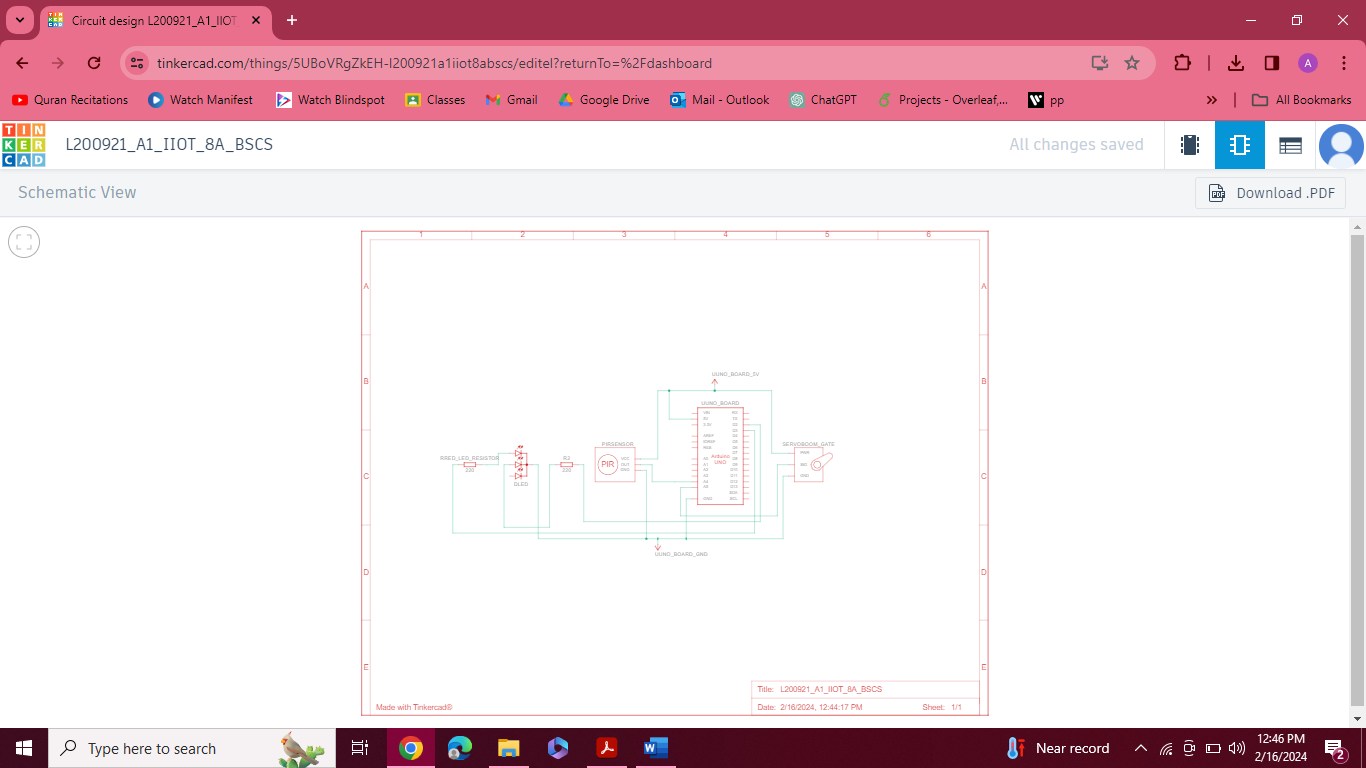 Circuit design L200921_A1_IIOT
tinkercad.com/things/5UBoVRgZkEH-l200921a1iiot8abscs/editel?returnTo=%2Fdashboard
A
Quran Recitations
Watch Manifest
Watch Blindspot
Classes
Gmail
Google Drive
Mail - Outlook
ChatGPT
Projects - Overleaf,...
pp
All Bookmarks
TIN
KER
CAD
L200921_A1_IIOT_8A_BSCS
All changes saved
Schematic View
Download .PDF
1 2 3 4 5 6
A A
B B
UUNO_BOARD_5V
UUNO_BOARD
PIRSENSOR
SERVOBOOM_GATE
RRED_LED_RESISTOR
R2
PIR
Arduino
UNO
220
220
DLED
C C
UUNO_BOARD_GND
D D
E E
Title: L200921_A1_IIOT_8A_BSCS
Made with Tinkercad®
Date: 2/16/2024, 12:44:17 PM Sheet: 1/1
Type here to search
Near record
12:46 PM
2/16/2024
2